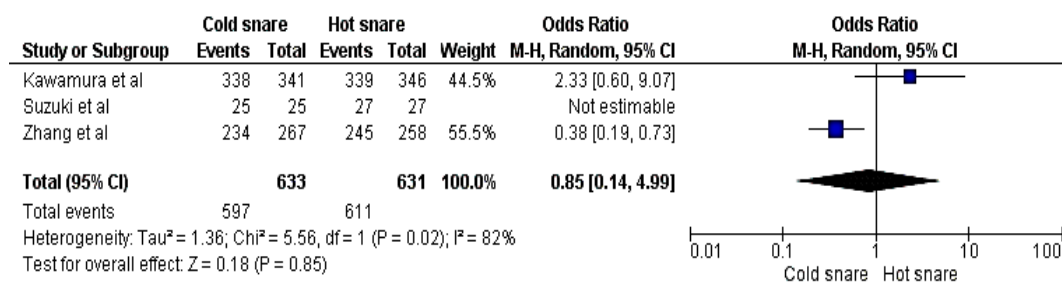 Cold snare Hot snare Odds Ratio Odds Ratio
Study or Subgroup Events Total Events Total Weight M-H, Random, 95% CI M-H, Random, 95% CI
Kawamura et al 338 341 339 346 44.5% 2.33 [0.60, 9.07]
Suzuki et al 25 25 27 27 Not estimable
Zhang et al 234 267 245 258 55.5% 0.38 [0.19, 0.73]
Total (95% CI) 633 631 100.0% 0.85 [0.14, 4.99]
Total events 597 611
Heterogeneity: Tau² = 1.36; Chi² = 5.56, df = 1 (P = 0.02); I² = 82%
Test for overall effect: Z = 0.18 (P = 0.85)
0.01 0.1 1 10 100
Cold snare Hot snare